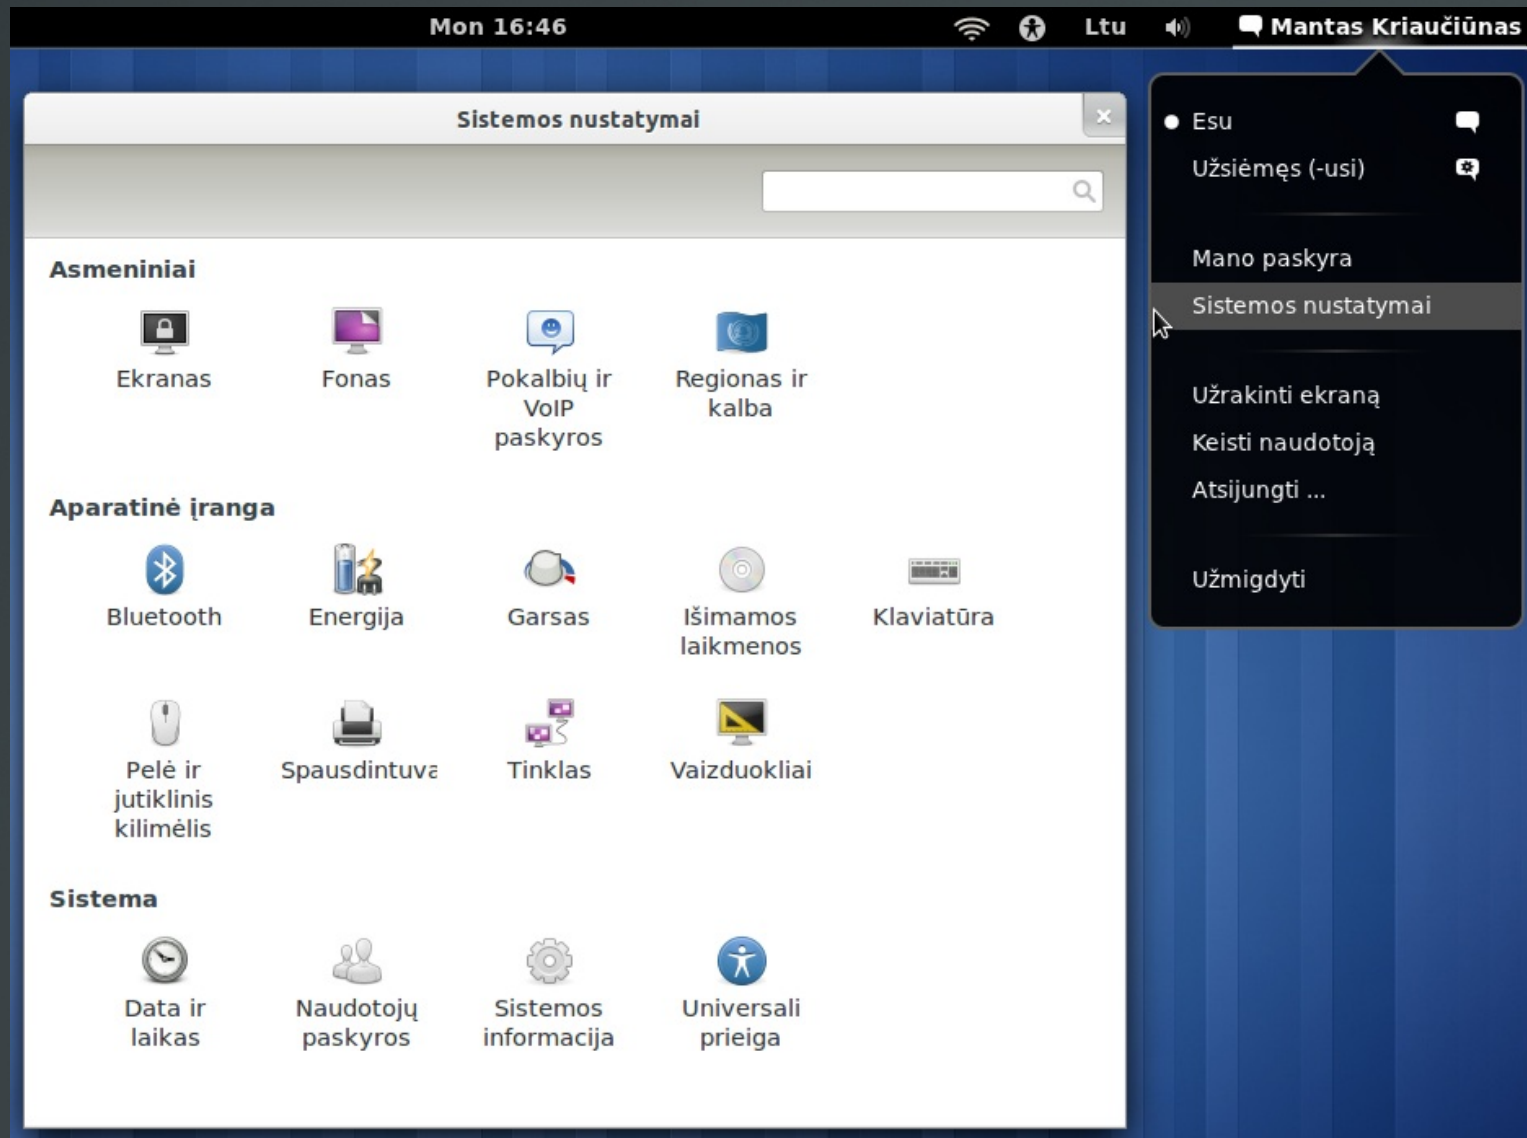 Mon 16:46
Ltu
Mantas Kriaučiūnas
Sistemos nustatymai
Asmeniniai
Ekranas
Fonas
Pokalbių ir
VoIP
paskyros
Regionas ir
kalba
Aparatinė įranga
Bluetooth
Energija
Garsas
Išimamos
laikmenos
Klaviatūra
Pelė ir
jutiklinis
kilimėlis
Spausdintuva
Tinklas
Vaizduokliai
Sistema
Data ir
laikas
Naudotojų
paskyros
Sistemos
informacija
Universali
prieiga
Esu
Užsiėmęs (-usi)
Mano paskyra
Sistemos nustatymai
Užrakinti ekraną
Keisti naudotoją
Atsijungti ...
Užmigdyti